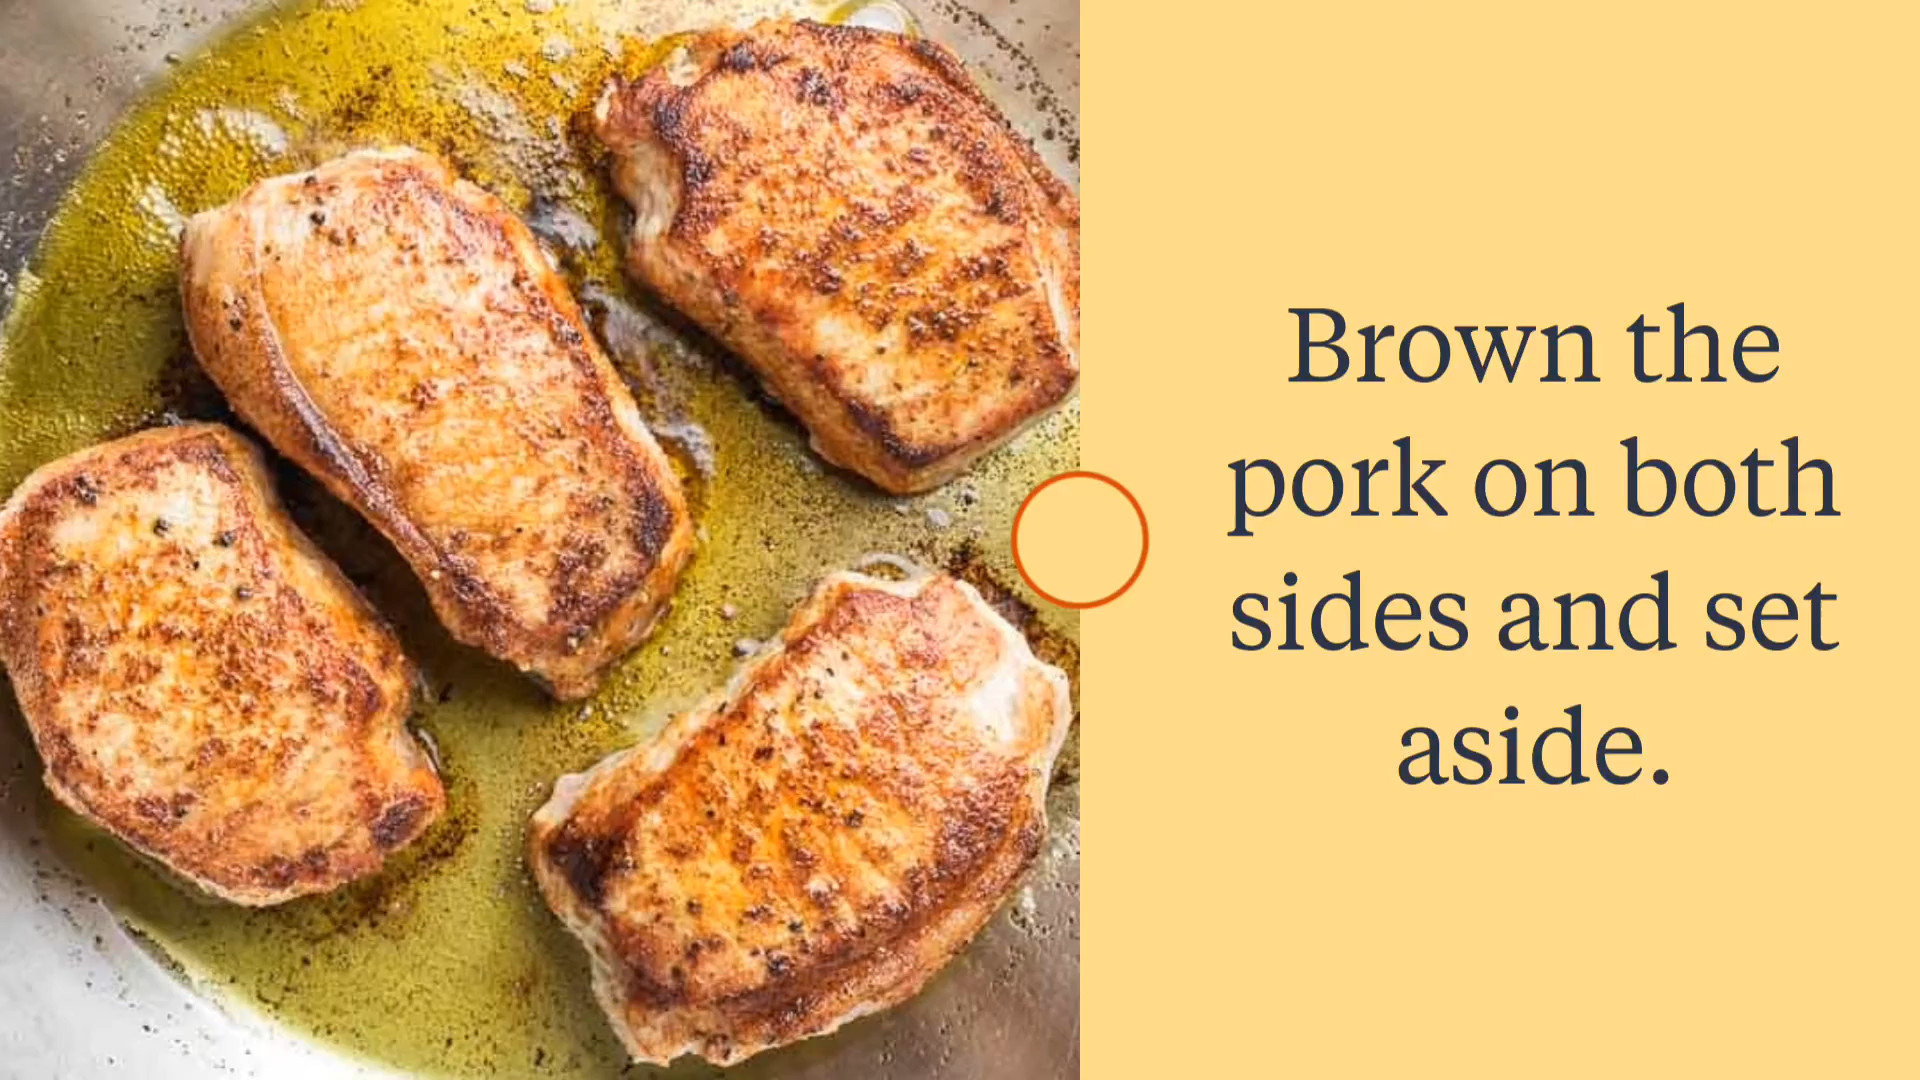 Brown the
pork on both
sides and set
aside.